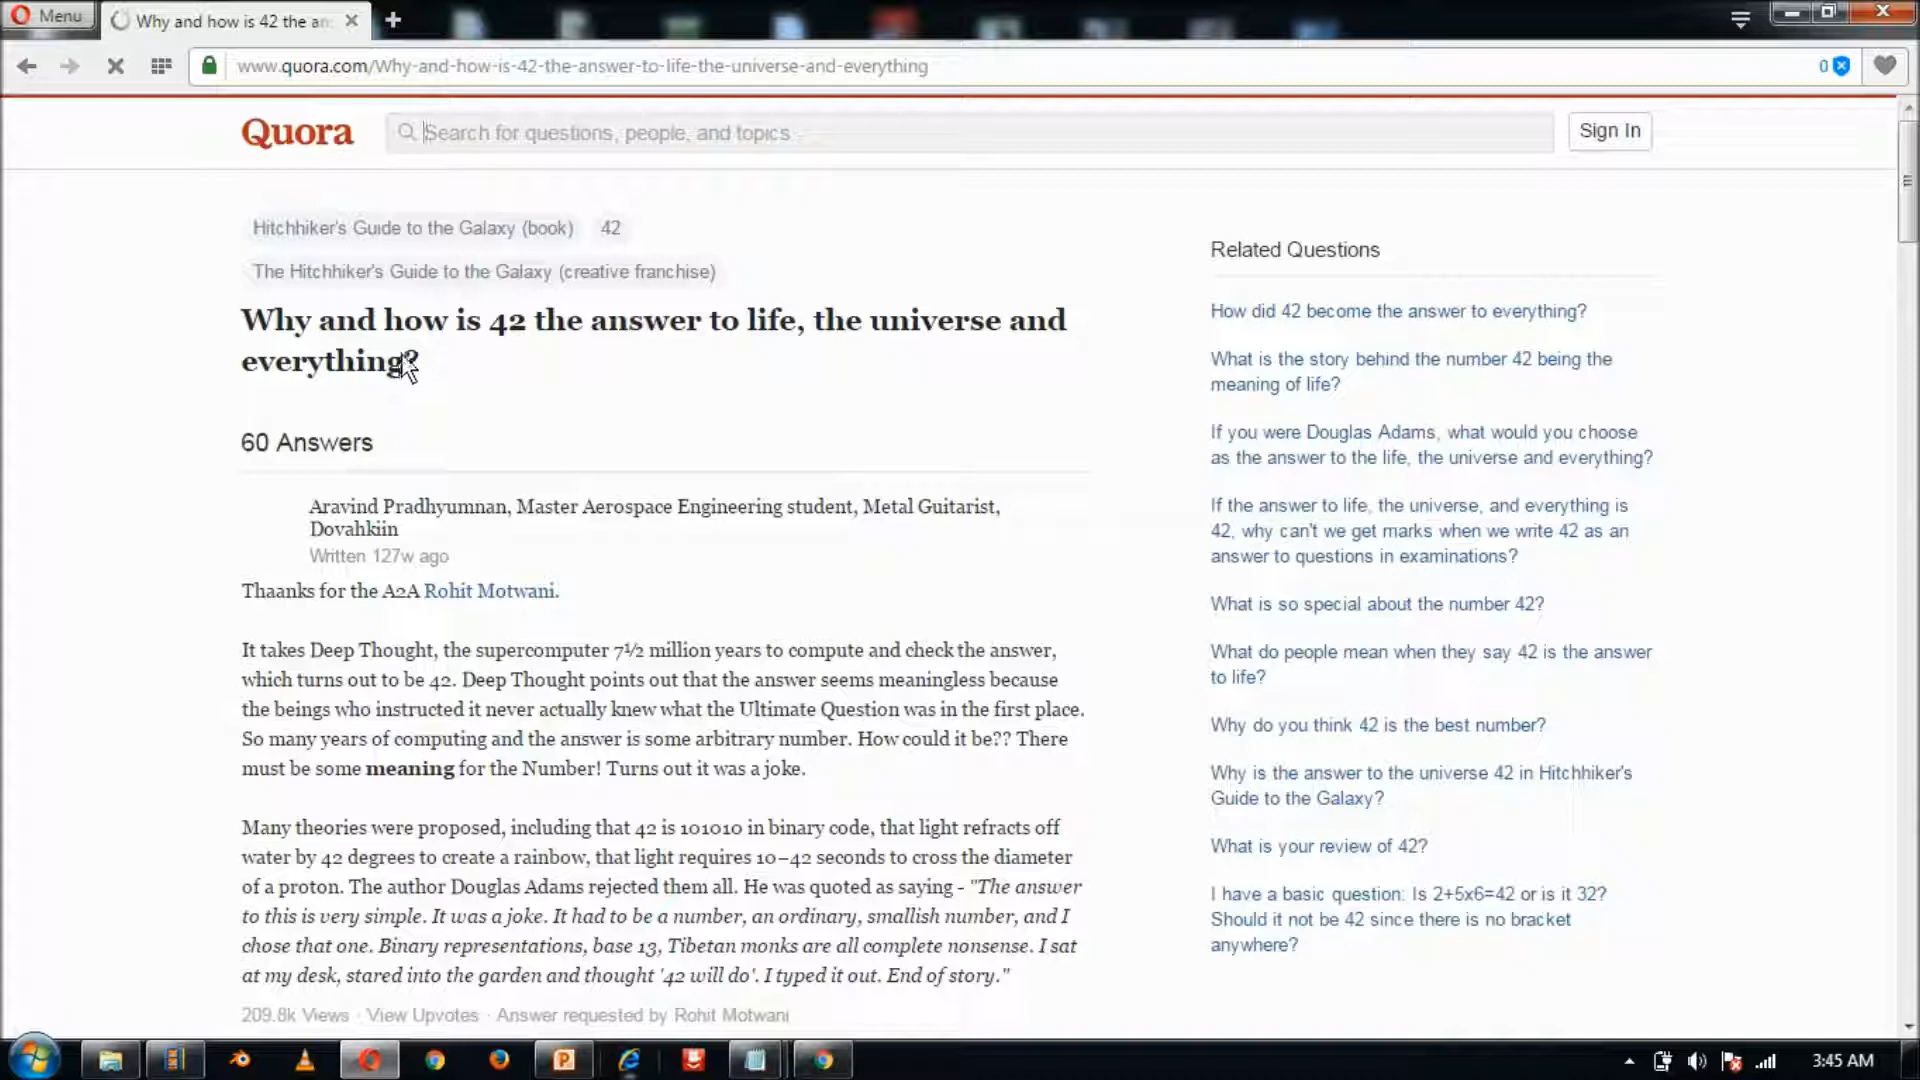 Menu
Why and how is 42 the an
www.quora.com/Why-and-how-is-42-the-answer-to-life-the-universe-and-everything
0
Quora
Search for questions, people, and topics
Sign In
Hitchhiker's Guide to the Galaxy (book) 42
The Hitchhiker's Guide to the Galaxy (creative franchise)
Why and how is 42 the answer to life, the universe and
everything?
60 Answers
Aravind Pradhyumnan, Master Aerospace Engineering student, Metal Guitarist,
Dovahkiin
Written 127w ago
Thaanks for the A2A Rohit Motwani.
It takes Deep Thought, the supercomputer 7½ million years to compute and check the answer,
which turns out to be 42. Deep Thought points out that the answer seems meaningless because
the beings who instructed it never actually knew what the Ultimate Question was in the first place.
So many years of computing and the answer is some arbitrary number. How could it be?? There
must be some meaning for the Number! Turns out it was a joke.
Many theories were proposed, including that 42 is 101010 in binary code, that light refracts off
water by 42 degrees to create a rainbow, that light requires 10−42 seconds to cross the diameter
of a proton. The author Douglas Adams rejected them all. He was quoted as saying - "The answer
to this is very simple. It was a joke. It had to be a number, an ordinary, smallish number, and I
chose that one. Binary representations, base 13, Tibetan monks are all complete nonsense. I sat
at my desk, stared into the garden and thought '42 will do'. I typed it out. End of story."
209.8k Views · View Upvotes · Answer requested by Rohit Motwani
Related Questions
How did 42 become the answer to everything?
What is the story behind the number 42 being the
meaning of life?
If you were Douglas Adams, what would you choose
as the answer to the life, the universe and everything?
If the answer to life, the universe, and everything is
42, why can't we get marks when we write 42 as an
answer to questions in examinations?
What is so special about the number 42?
What do people mean when they say 42 is the answer
to life?
Why do you think 42 is the best number?
Why is the answer to the universe 42 in Hitchhiker's
Guide to the Galaxy?
What is your review of 42?
I have a basic question: Is 2+5x6=42 or is it 32?
Should it not be 42 since there is no bracket
anywhere?
3:45 AM